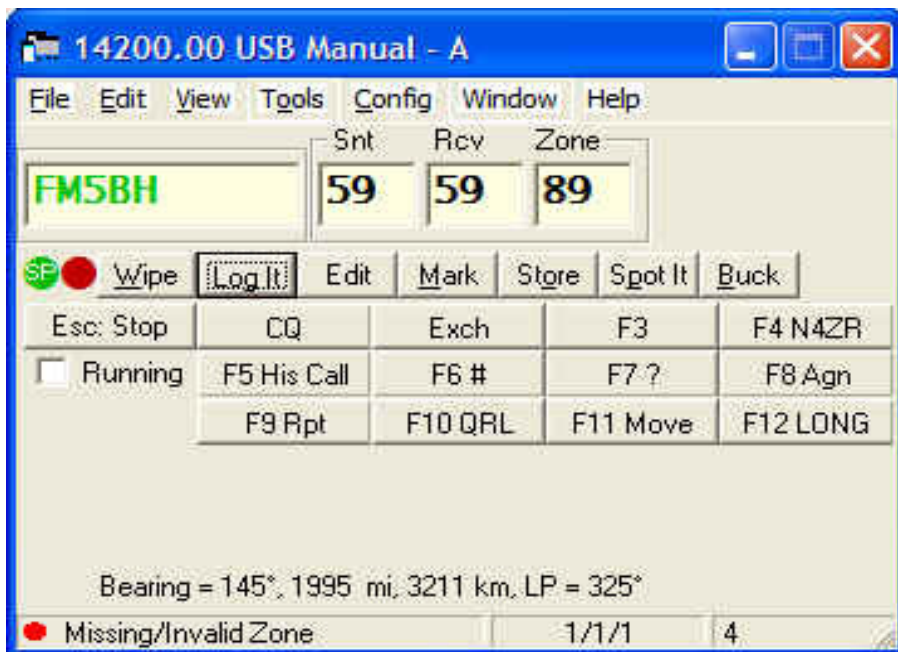 14200.00 USB Manual - A
File Edit View Tools Config Window Help
Snt Rcv Zone
FM5BH 59 59 89
SP Wipe Log It Edit Mark Store Spot It Buck
Esc: Stop CQ Exch F3 F4 N4ZR
Running F5 His Call F6 # F7 ? F8 Agn
F9 Rpt F10 QRL F11 Move F12 LONG
Bearing = 145°, 1995 mi, 3211 km, LP = 325°
Missing/Invalid Zone 1/1/1 4